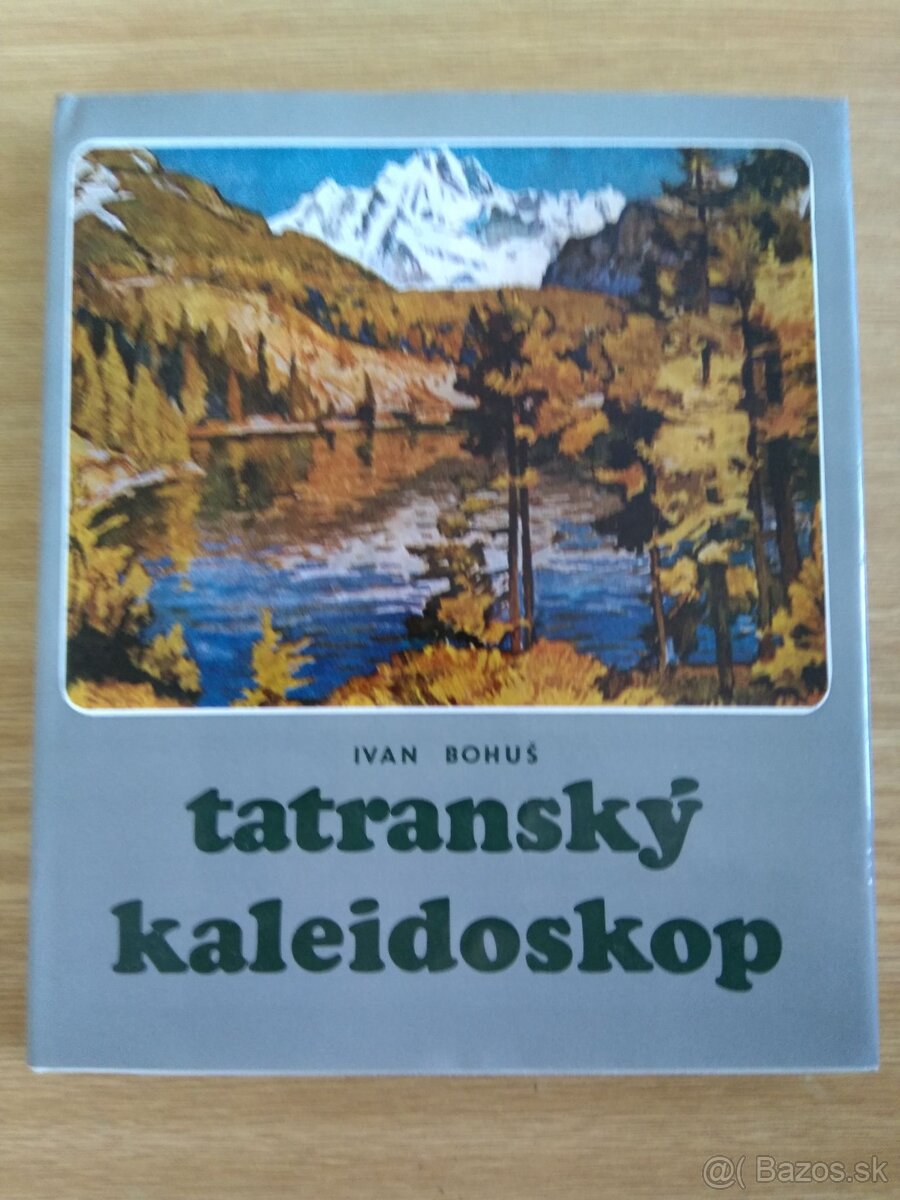 IVAN BOHUŠ
tatranský
kaleidoskop
@( Bazos.sk